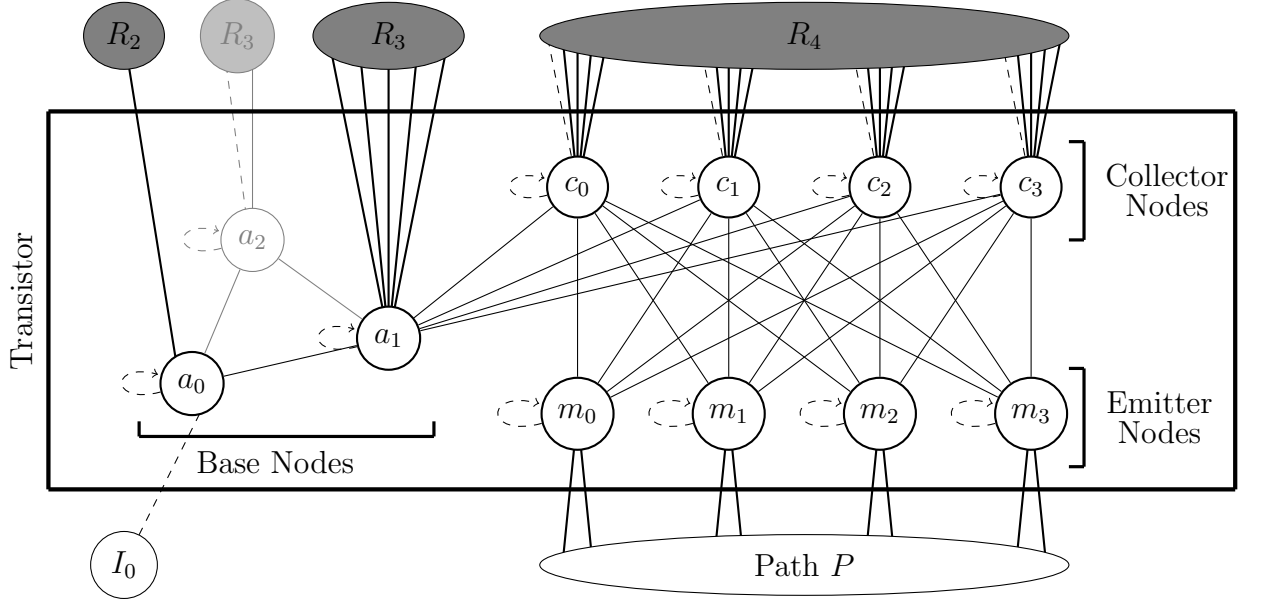 R₂
R₃
R₃
R₄
c₀
c₁
c₂
c₃
Collector
Nodes
a₂
Transistor
a₁
a₀
m₀
m₁
m₂
m₃
Emitter
Nodes
Base Nodes
I₀
Path P